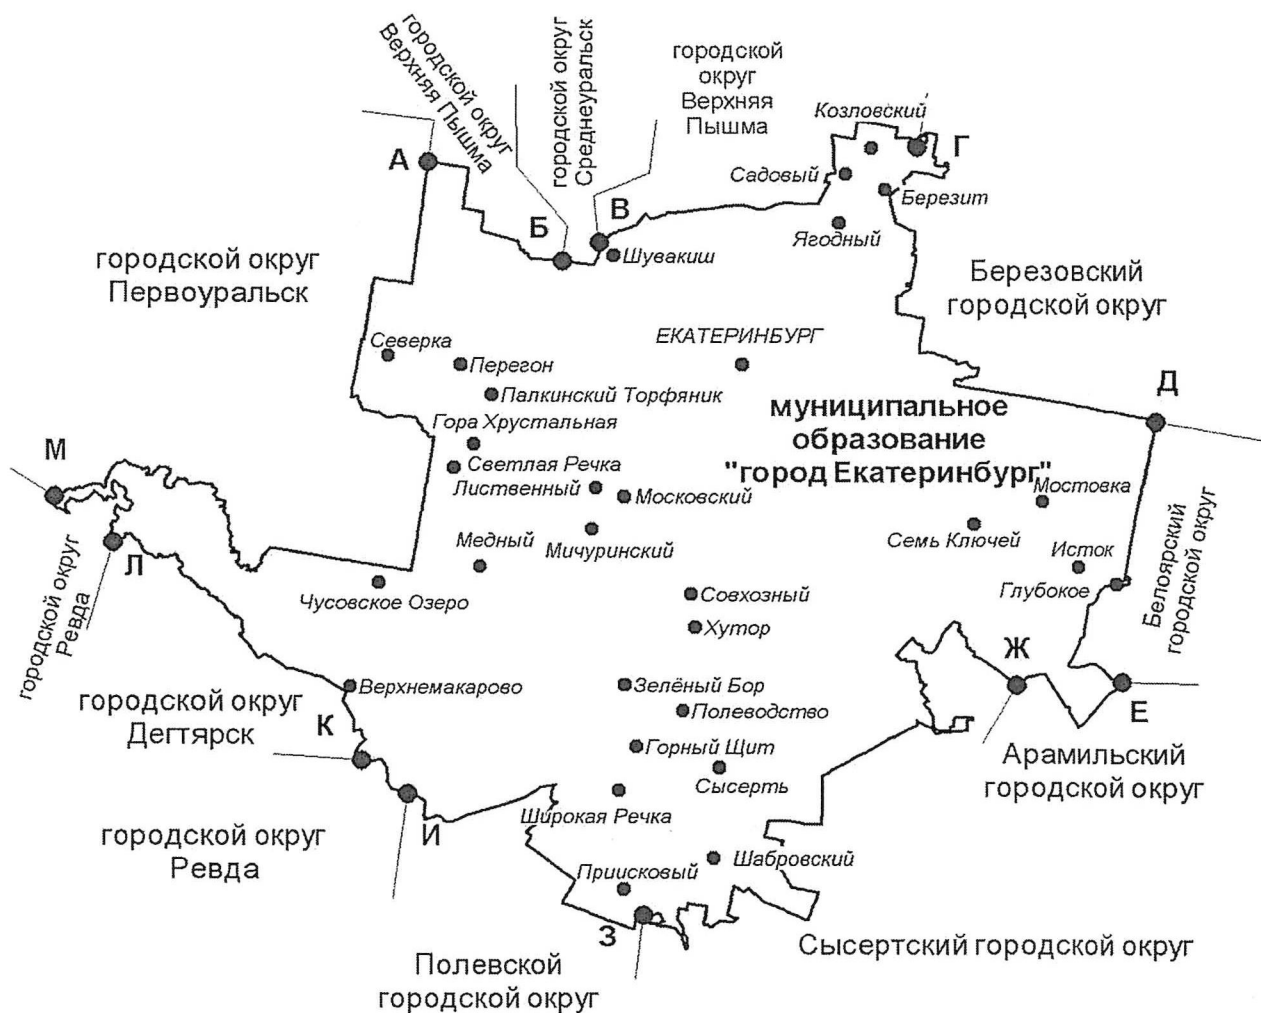 городской округ
Верхняя Пышма
городской округ
Среднеуральск
городской
округ
Верхняя
Пышма
Козловский
А
Г
Садовый
Березит
Б
В
Ягодный
Шувакиш
городской округ
Первоуральск
Березовский
городской округ
Северка
ЕКАТЕРИНБУРГ
Перегон
Д
Палкинский Торфяник
муниципальное
образование
"город Екатеринбург"
Гора Хрустальная
Светлая Речка
М
Лиственный
Московский
Мостовка
Медный
Мичуринский
Семь Ключей
Исток
Белоярский
городской округ
Л
Чусовское Озеро
Совхозный
Глубокое
городской округ
Ревда
Хутор
Ж
Верхнемакарово
Зелёный Бор
Е
городской округ
Дегтярск
К
Полеводство
Горный Щит
Арамильский
городской округ
Сысерть
Широкая Речка
И
городской округ
Ревда
Шабровский
Приисковый
З
Сысертский городской округ
Полевской
городской округ